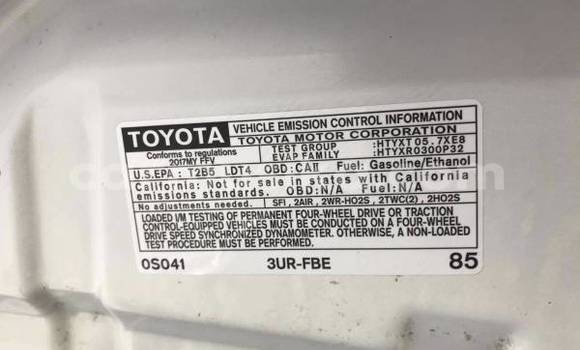 TOYOTA
VEHICLE EMISSION CONTROL INFORMATION
TOYOTA MOTOR CORPORATION
Conforms to regulations
2017MY FFV
TEST GROUP :HTYXT05.7XE8
EVAP FAMILY :HTYXR0300P32
U.S.EPA : T2B5 LDT4 OBD:CAII Fuel: Gasoline/Ethanol
California: Not for sale in states with California
emissions standards. OBD:N/A Fuel:N/A
No adjustments needed. SFI,2AIR,2WR-HO2S,2TWC(2),2HO2S
LOADED I/M TESTING OF PERMANENT FOUR-WHEEL DRIVE OR TRACTION
CONTROL-EQUIPPED VEHICLES MUST BE CONDUCTED ON A FOUR-WHEEL
DRIVE SPEED SYNCHRONIZED DYNAMOMETER. OTHERWISE, A NON-LOADED
TEST PROCEDURE MUST BE PERFORMED.
0S041 3UR-FBE 85